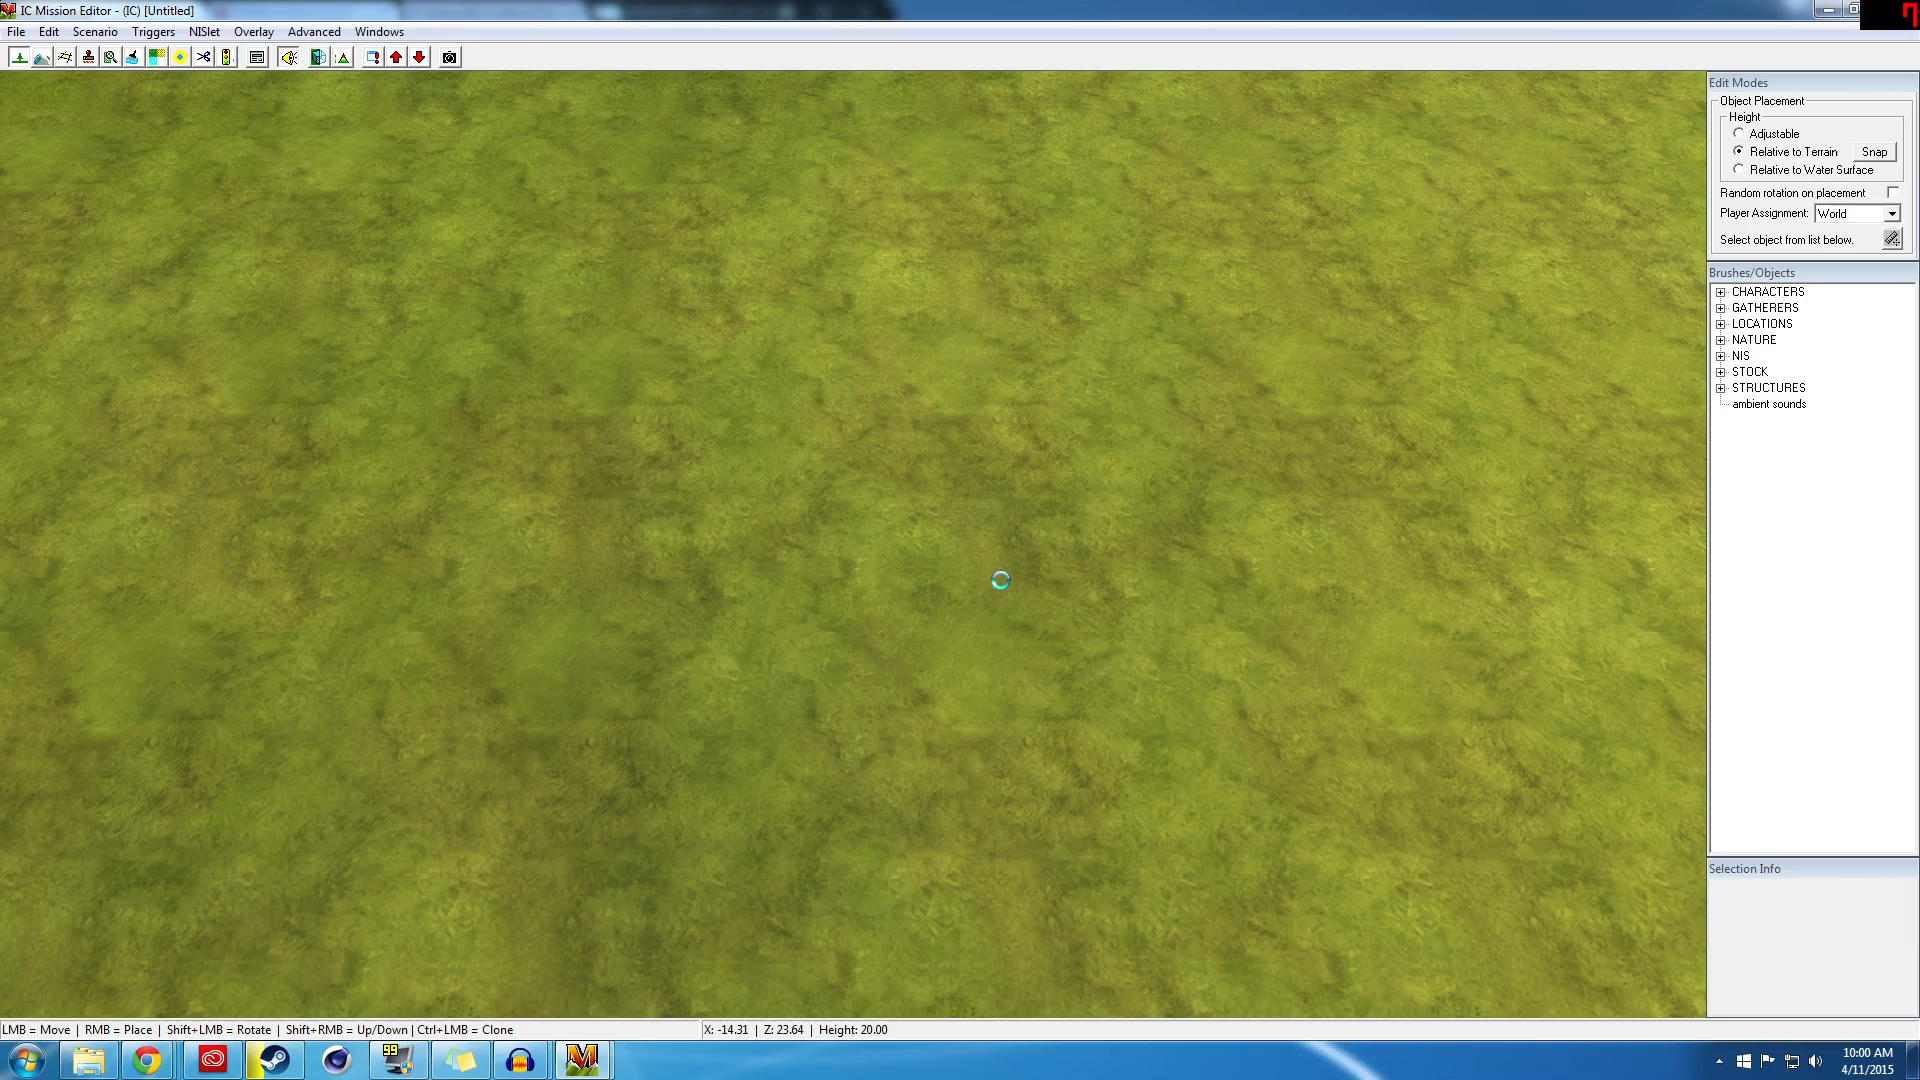 IC Mission Editor - (IC) [Untitled]
File Edit Scenario Triggers NISlet Overlay Advanced Windows
Edit Modes
Object Placement
Height
Adjustable
Relative to Terrain Snap
Relative to Water Surface
Random rotation on placement
Player Assignment: World
Select object from list below.
Brushes/Objects
CHARACTERS
GATHERERS
LOCATIONS
NATURE
NIS
STOCK
STRUCTURES
ambient sounds
Selection Info
LMB = Move | RMB = Place | Shift+LMB = Rotate | Shift+RMB = Up/Down | Ctrl+LMB = Clone
X: -14.31 | Z: 23.64 | Height: 20.00
99
10:00 AM
4/11/2015